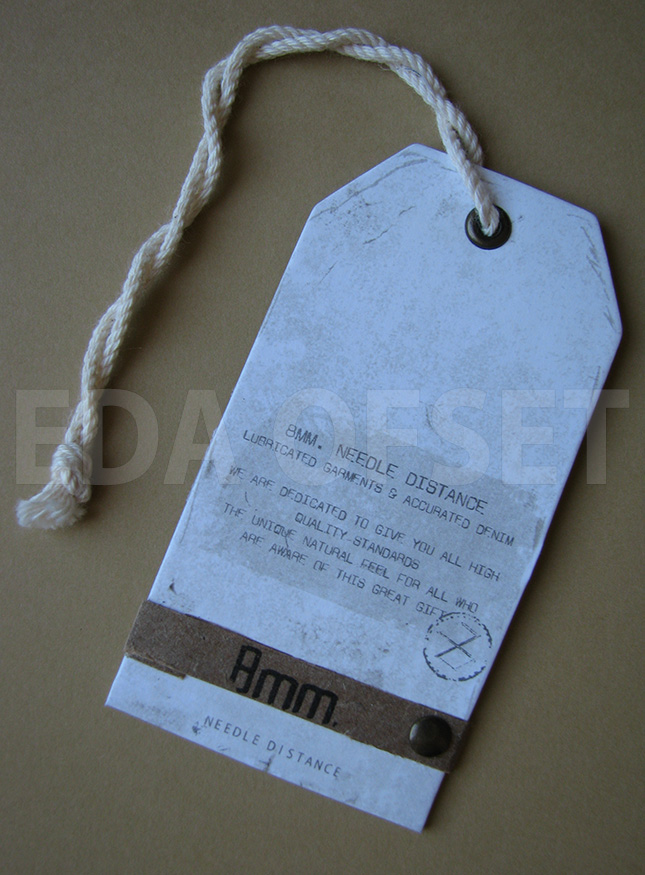 8MM. NEEDLE DISTANCE
LUBRICATED GARMENTS & ACCURATED DENIM
WE ARE DEDICATED TO GIVE YOU ALL HIGH
QUALITY STANDARDS
THE UNIQUE NATURAL FEEL FOR ALL WHO
ARE AWARE OF THIS GREAT GIFT
8mm.
NEEDLE DISTANCE
EDA OFSET